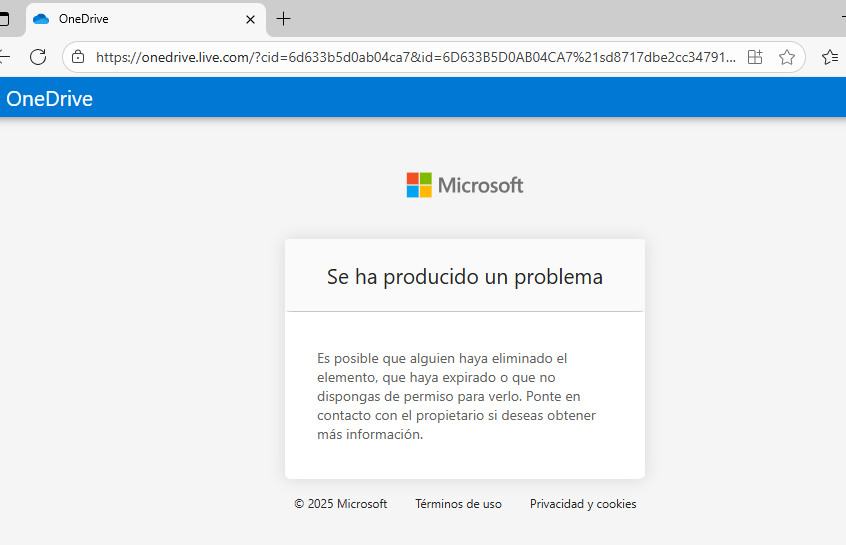 OneDrive
https://onedrive.live.com/?cid=6d633b5d0ab04ca7&id=6D633B5D0AB04CA7%21sd8717dbe2cc34791...
OneDrive
Microsoft
Se ha producido un problema
Es posible que alguien haya eliminado el
elemento, que haya expirado o que no
dispongas de permiso para verlo. Ponte en
contacto con el propietario si deseas obtener
más información.
© 2025 Microsoft Términos de uso Privacidad y cookies